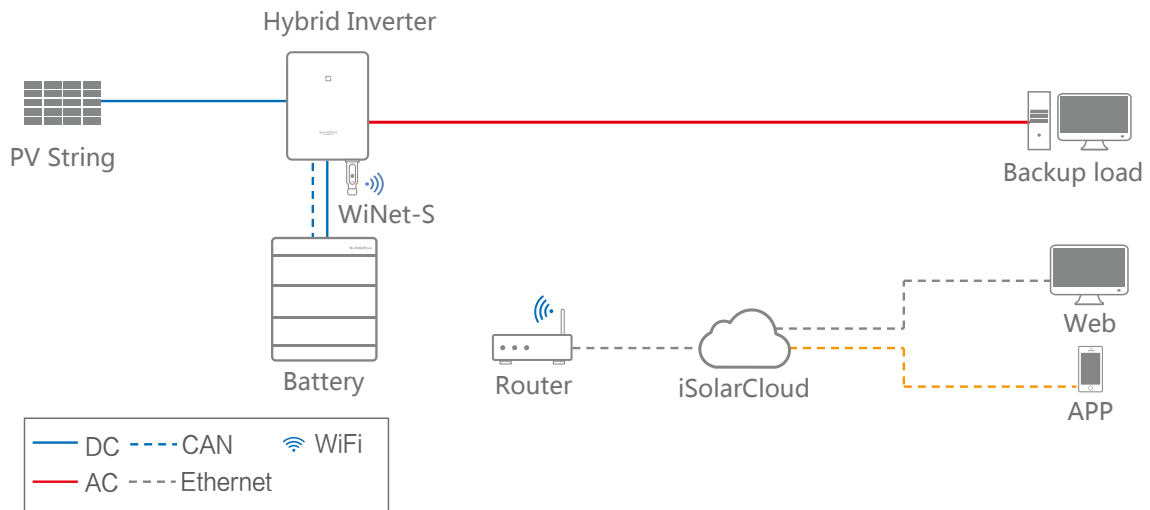 Hybrid Inverter
PV String
Backup load
WiNet-S
Battery
Router
iSolarCloud
Web
APP
DC
CAN
WiFi
AC
Ethernet